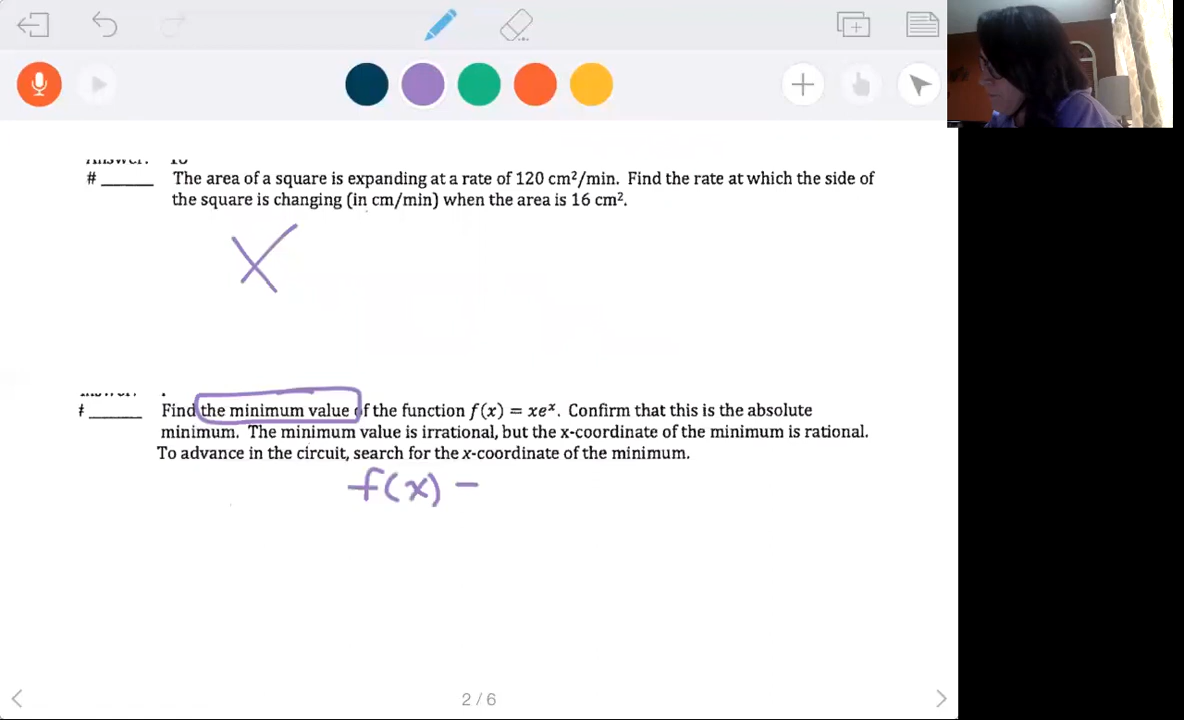 # ______ The area of a square is expanding at a rate of 120 cm²/min. Find the rate at which the side of
the square is changing (in cm/min) when the area is 16 cm².
X
______ Find the minimum value of the function f(x) = xeˣ. Confirm that this is the absolute
minimum. The minimum value is irrational, but the x-coordinate of the minimum is rational.
To advance in the circuit, search for the x-coordinate of the minimum.
f(x) −
2 / 6